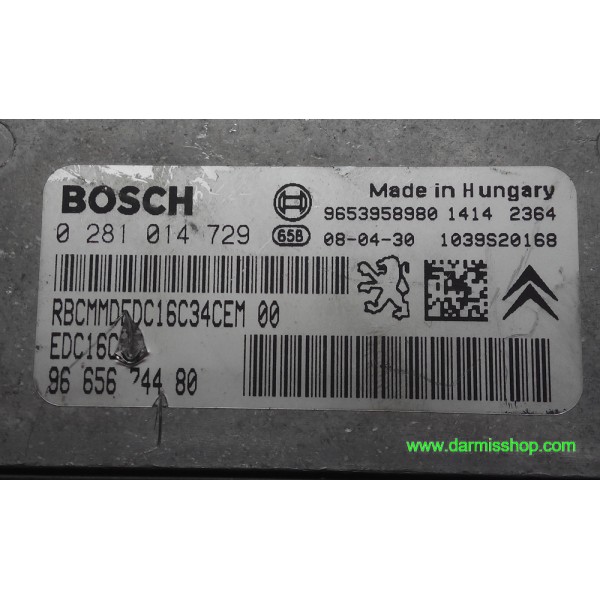 BOSCH
Made in Hungary
9653958980 1414 2364
0 281 014 729
656
08-04-30 1039S20168
RBCMMDEDC16C34CEM 00
EDC16C
96 656 744 80
www.darmisshop.com